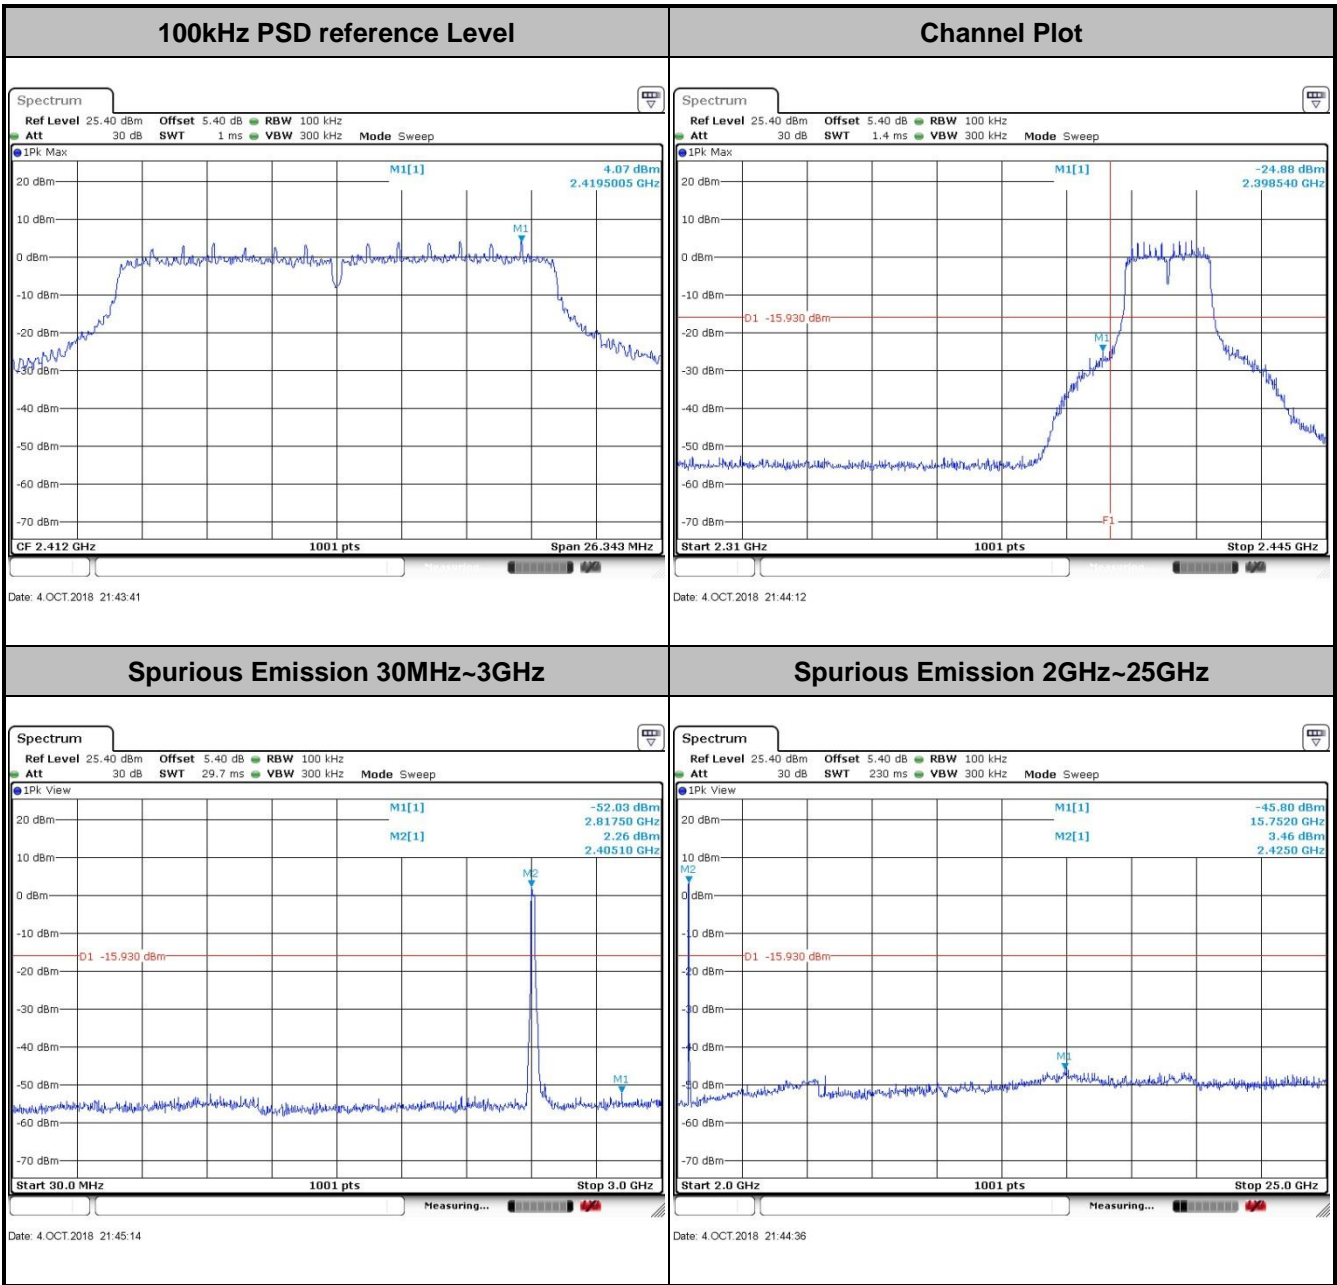 100kHz PSD reference Level
Channel Plot
Spectrum
Ref Level 25.40 dBm Offset 5.40 dB RBW 100 kHz
Att 30 dB SWT 1 ms VBW 300 kHz Mode Sweep
1Pk Max
M1[1] 4.07 dBm
2.4195005 GHz
20 dBm
10 dBm
M1
0 dBm
-10 dBm
-20 dBm
-30 dBm
-40 dBm
-50 dBm
-60 dBm
-70 dBm
CF 2.412 GHz 1001 pts Span 26.343 MHz
Measuring...
Date: 4.OCT.2018 21:43:41
Spectrum
Ref Level 25.40 dBm Offset 5.40 dB RBW 100 kHz
Att 30 dB SWT 1.4 ms VBW 300 kHz Mode Sweep
1Pk Max
M1[1] -24.88 dBm
2.398540 GHz
20 dBm
10 dBm
0 dBm
-10 dBm
D1 -15.930 dBm
-20 dBm
M1
-30 dBm
-40 dBm
-50 dBm
-60 dBm
-70 dBm
F1
Start 2.31 GHz 1001 pts Stop 2.445 GHz
Measuring...
Date: 4.OCT.2018 21:44:12
Spurious Emission 30MHz~3GHz
Spurious Emission 2GHz~25GHz
Spectrum
Ref Level 25.40 dBm Offset 5.40 dB RBW 100 kHz
Att 30 dB SWT 29.7 ms VBW 300 kHz Mode Sweep
1Pk View
M1[1] -52.03 dBm
2.81750 GHz
20 dBm
M2[1] 2.26 dBm
2.40510 GHz
10 dBm
M2
0 dBm
-10 dBm
D1 -15.930 dBm
-20 dBm
-30 dBm
-40 dBm
-50 dBm
M1
-60 dBm
-70 dBm
Start 30.0 MHz 1001 pts Stop 3.0 GHz
Measuring...
Date: 4.OCT.2018 21:45:14
Spectrum
Ref Level 25.40 dBm Offset 5.40 dB RBW 100 kHz
Att 30 dB SWT 230 ms VBW 300 kHz Mode Sweep
1Pk View
M1[1] -45.80 dBm
15.7520 GHz
20 dBm
M2[1] 3.46 dBm
2.4250 GHz
10 dBm
M2
0 dBm
-10 dBm
D1 -15.930 dBm
-20 dBm
-30 dBm
-40 dBm
M1
-50 dBm
-60 dBm
-70 dBm
Start 2.0 GHz 1001 pts Stop 25.0 GHz
Measuring...
Date: 4.OCT.2018 21:44:36